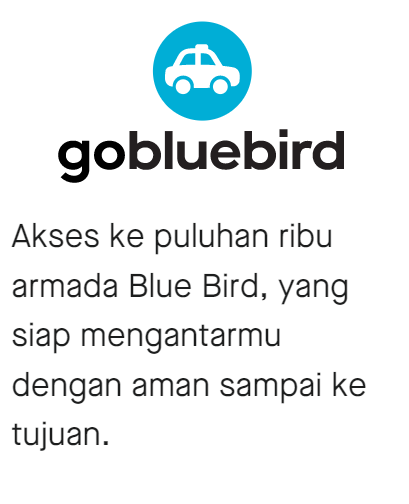 gobluebird
Akses ke puluhan ribu
armada Blue Bird, yang
siap mengantarmu
dengan aman sampai ke
tujuan.